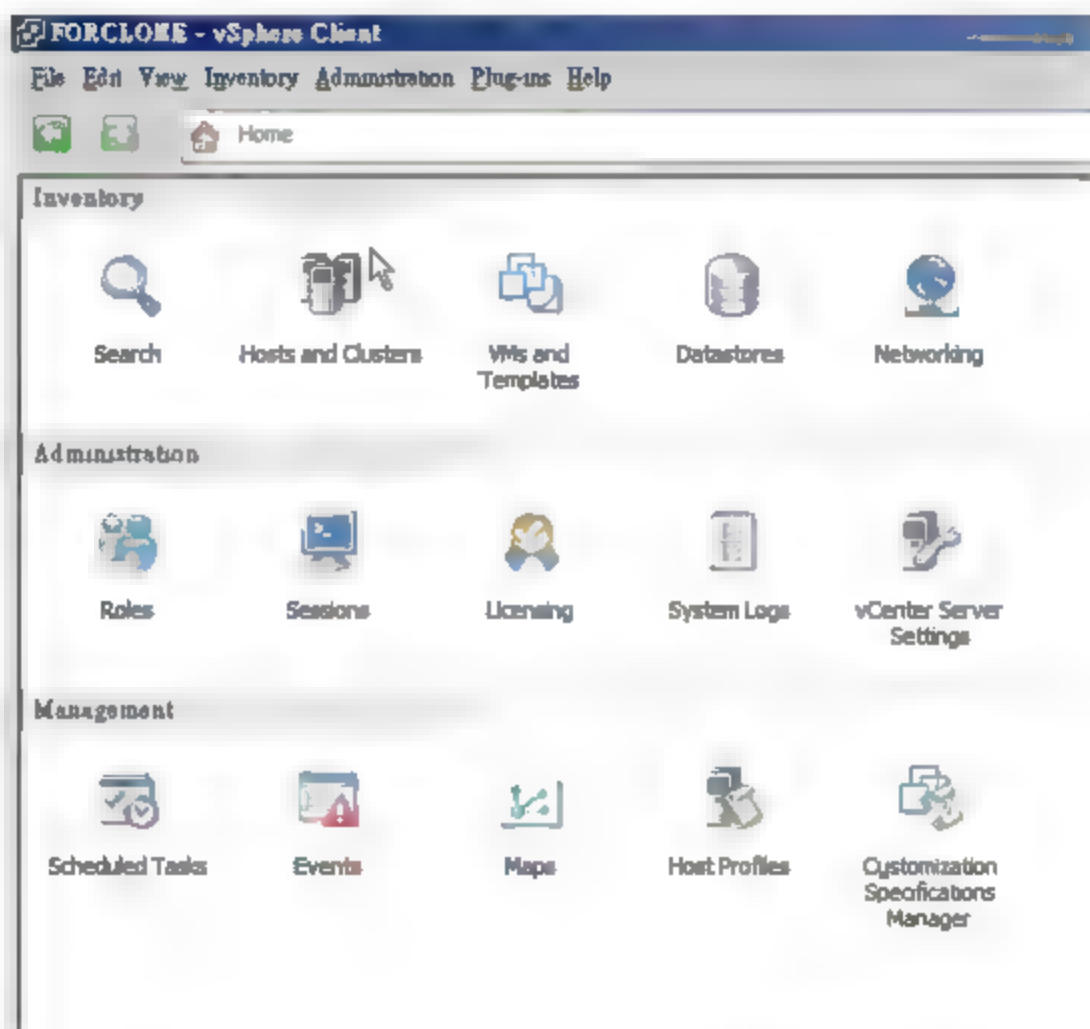 FORCLONE - vSphere Client
File Edit View Inventory Administration Plug-ins Help
Home
Inventory
Search
Hosts and Clusters
VMs and
Templates
Datastores
Networking
Administration
Roles
Sessions
Licensing
System Logs
vCenter Server
Settings
Management
Scheduled Tasks
Events
Maps
Host Profiles
Customization
Specifications
Manager